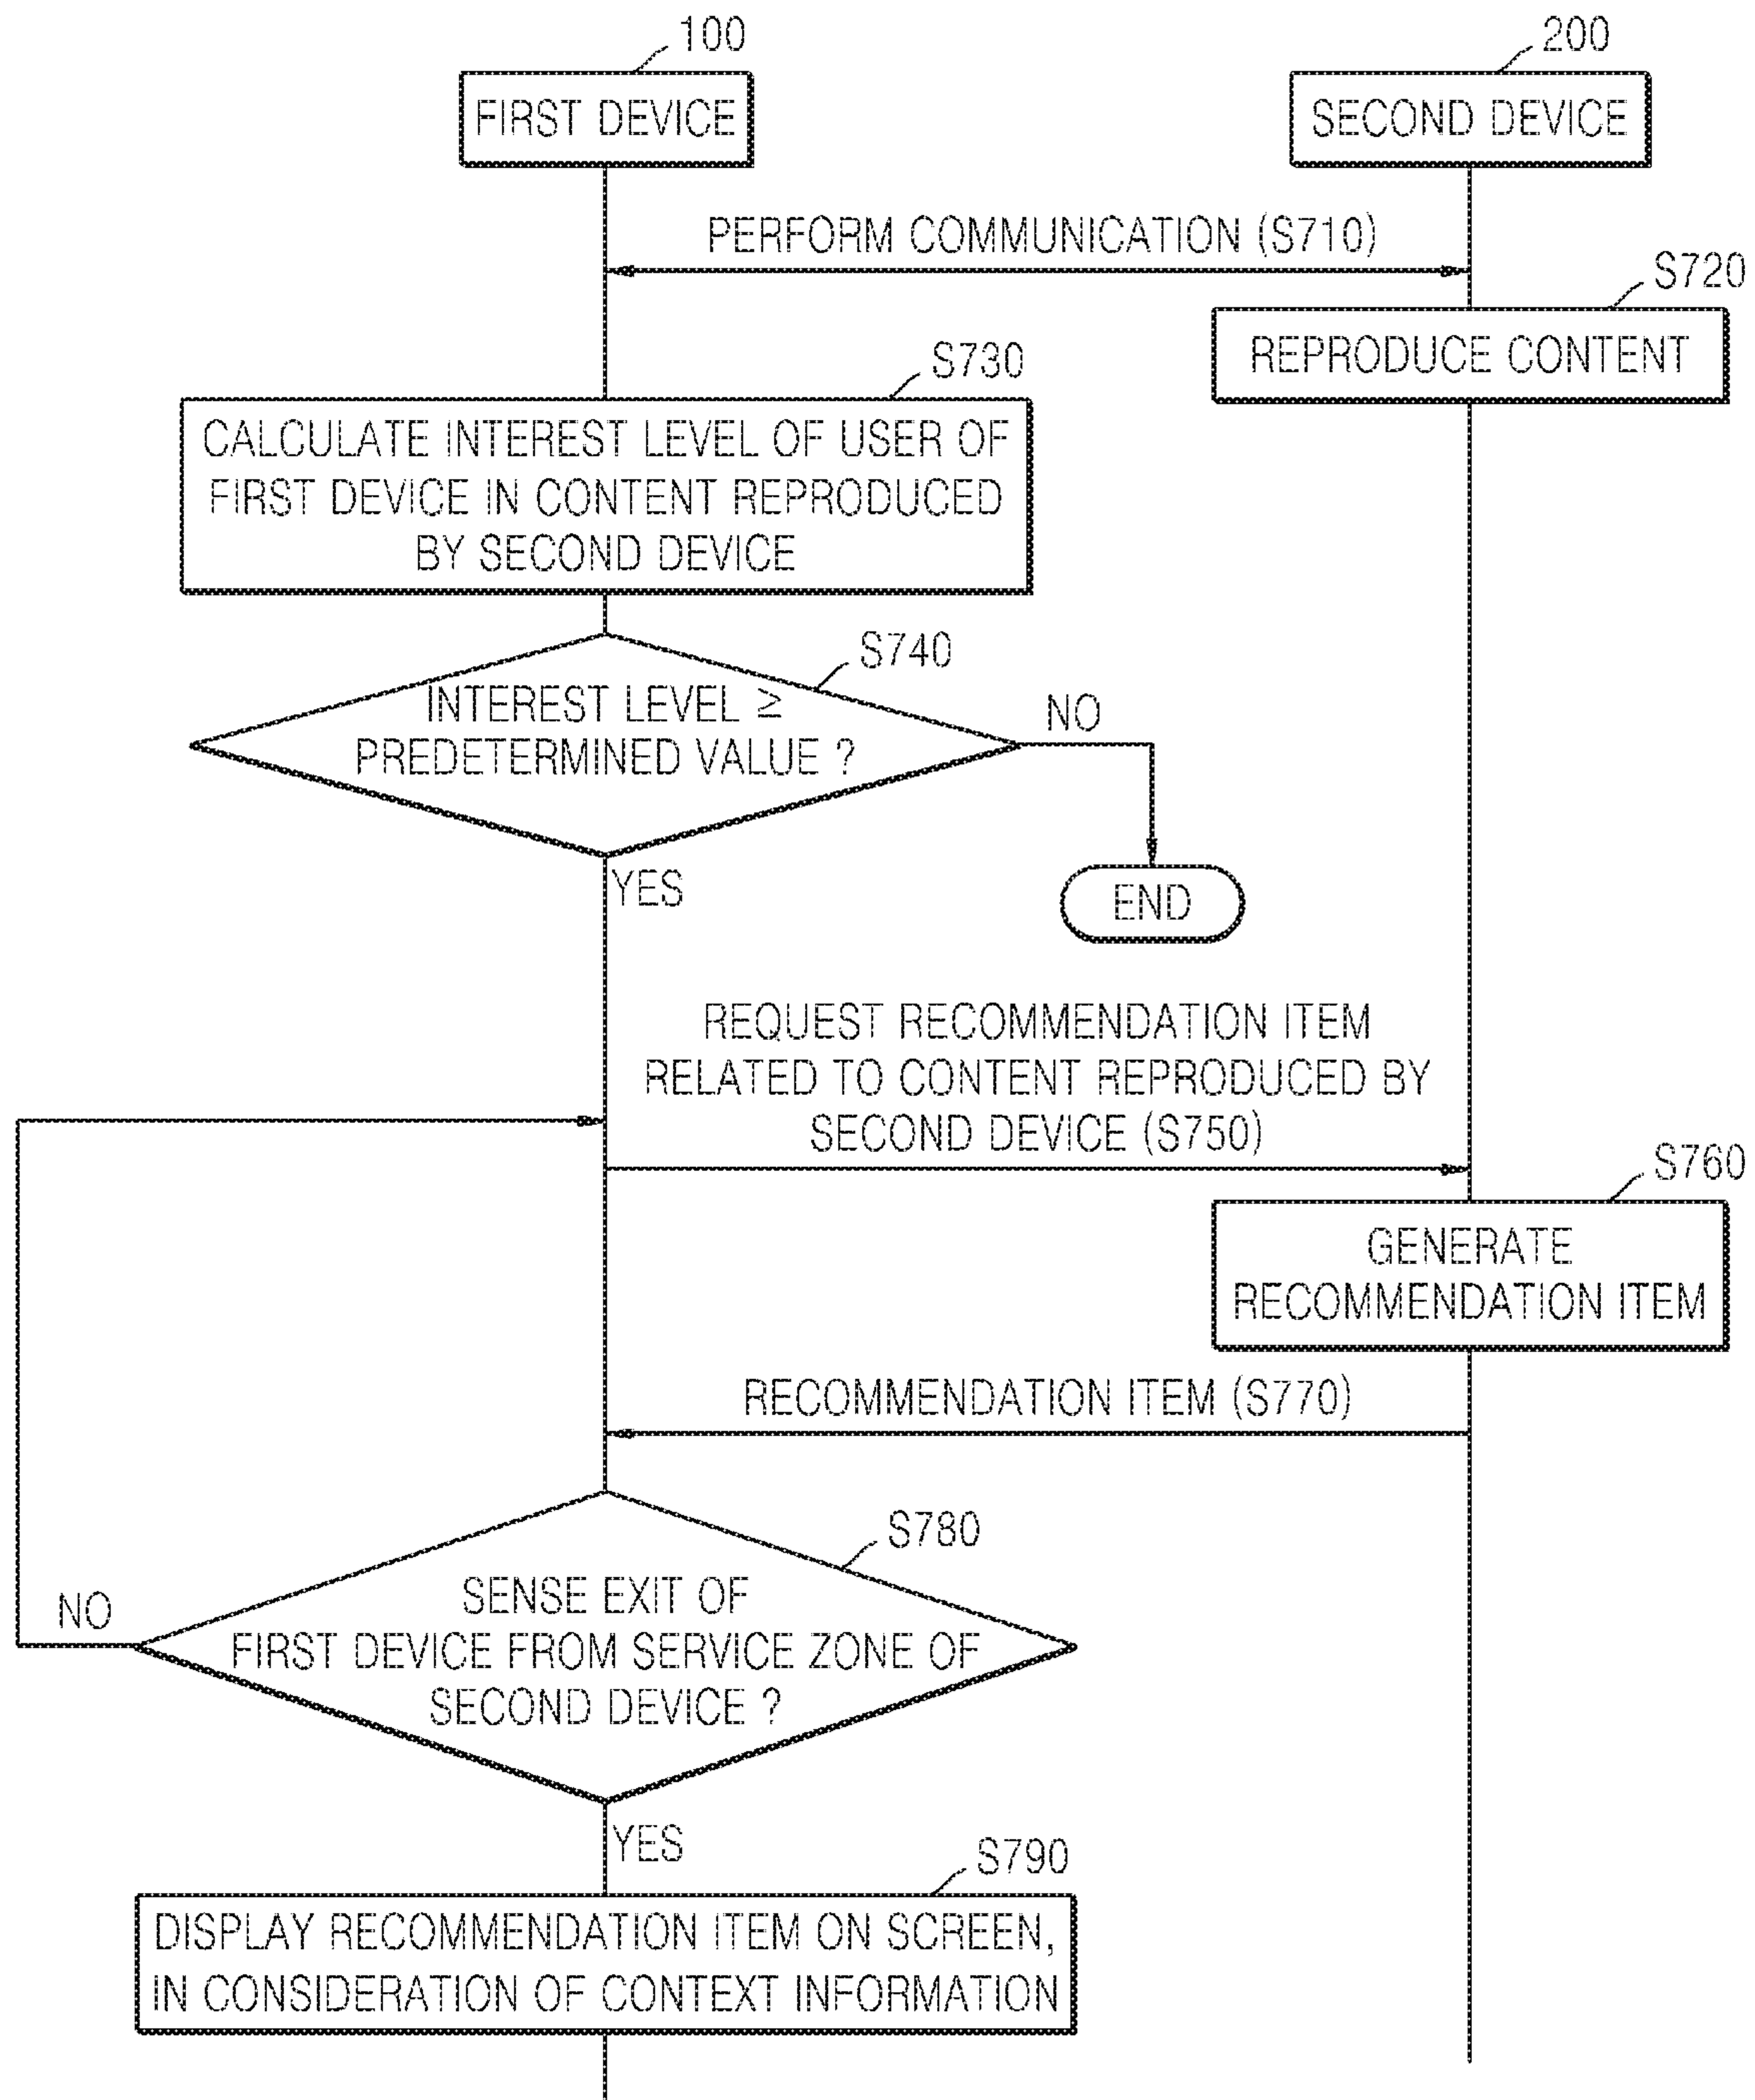 100
200
FIRST DEVICE
SECOND DEVICE
PERFORM COMMUNICATION (S710)
S720
REPRODUCE CONTENT
S730
CALCULATE INTEREST LEVEL OF USER OF
FIRST DEVICE IN CONTENT REPRODUCED
BY SECOND DEVICE
S740
INTEREST LEVEL ≥
PREDETERMINED VALUE ?
NO
YES
END
REQUEST RECOMMENDATION ITEM
RELATED TO CONTENT REPRODUCED BY
SECOND DEVICE (S750)
S760
GENERATE
RECOMMENDATION ITEM
RECOMMENDATION ITEM (S770)
S780
SENSE EXIT OF
FIRST DEVICE FROM SERVICE ZONE OF
SECOND DEVICE ?
NO
YES
S790
DISPLAY RECOMMENDATION ITEM ON SCREEN,
IN CONSIDERATION OF CONTEXT INFORMATION